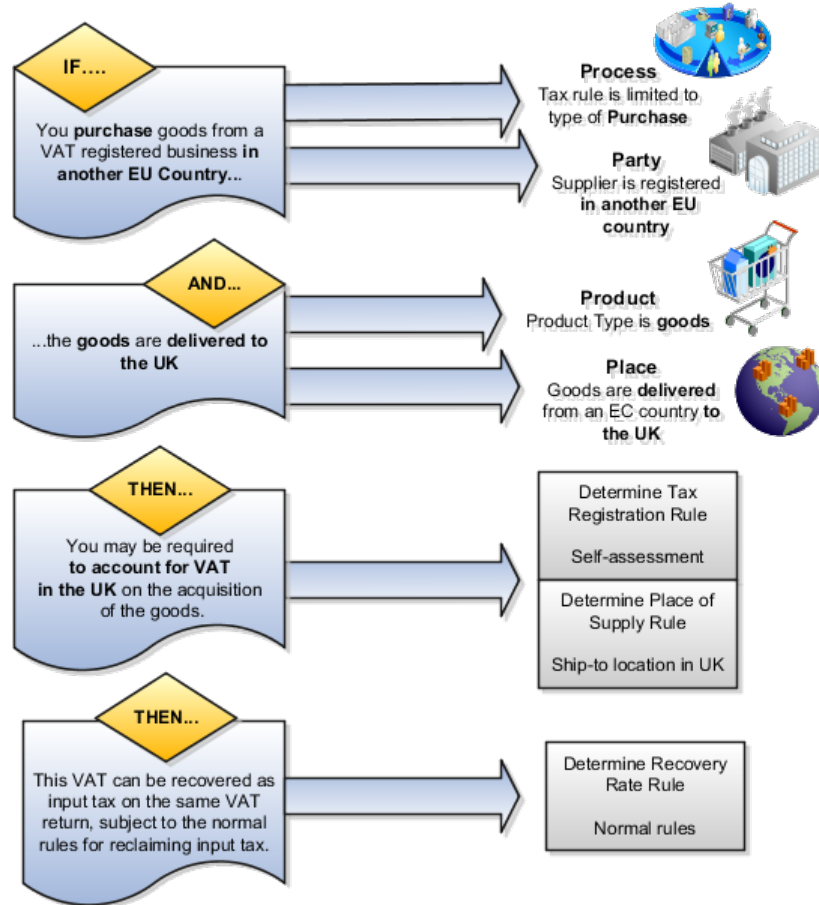 IF....
You purchase goods from a
VAT registered business in
another EU Country...
Process
Tax rule is limited to
type of Purchase
Party
Supplier is registered
in another EU
country
AND...
...the goods are delivered to
the UK
Product
Product Type is goods
Place
Goods are delivered
from an EC country to
the UK
THEN...
You may be required
to account for VAT
in the UK on the acquisition
of the goods.
Determine Tax
Registration Rule
Self-assessment
Determine Place of
Supply Rule
Ship-to location in UK
THEN...
This VAT can be recovered as
input tax on the same VAT
return, subject to the normal
rules for reclaiming input tax.
Determine Recovery
Rate Rule
Normal rules